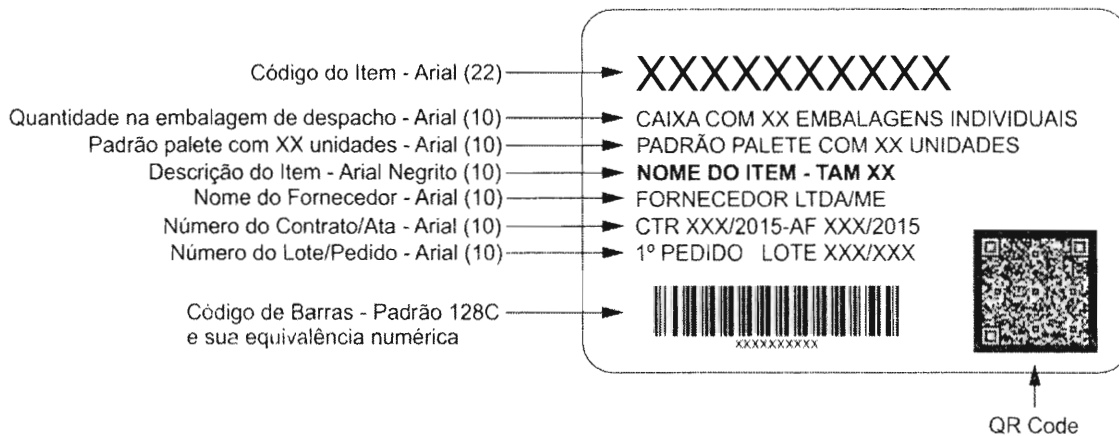 Código do Item - Arial (22)
XXXXXXXXXX
Quantidade na embalagem de despacho - Arial (10)
CAIXA COM XX EMBALAGENS INDIVIDUAIS
Padrão palete com XX unidades - Arial (10)
PADRÃO PALETE COM XX UNIDADES
Descrição do Item - Arial Negrito (10)
NOME DO ITEM - TAM XX
Nome do Fornecedor - Arial (10)
FORNECEDOR LTDA/ME
Número do Contrato/Ata - Arial (10)
CTR XXX/2015-AF XXX/2015
Número do Lote/Pedido - Arial (10)
1º PEDIDO LOTE XXX/XXX
Código de Barras - Padrão 128C
e sua equivalência numérica
XXXXXXXXXX
QR Code